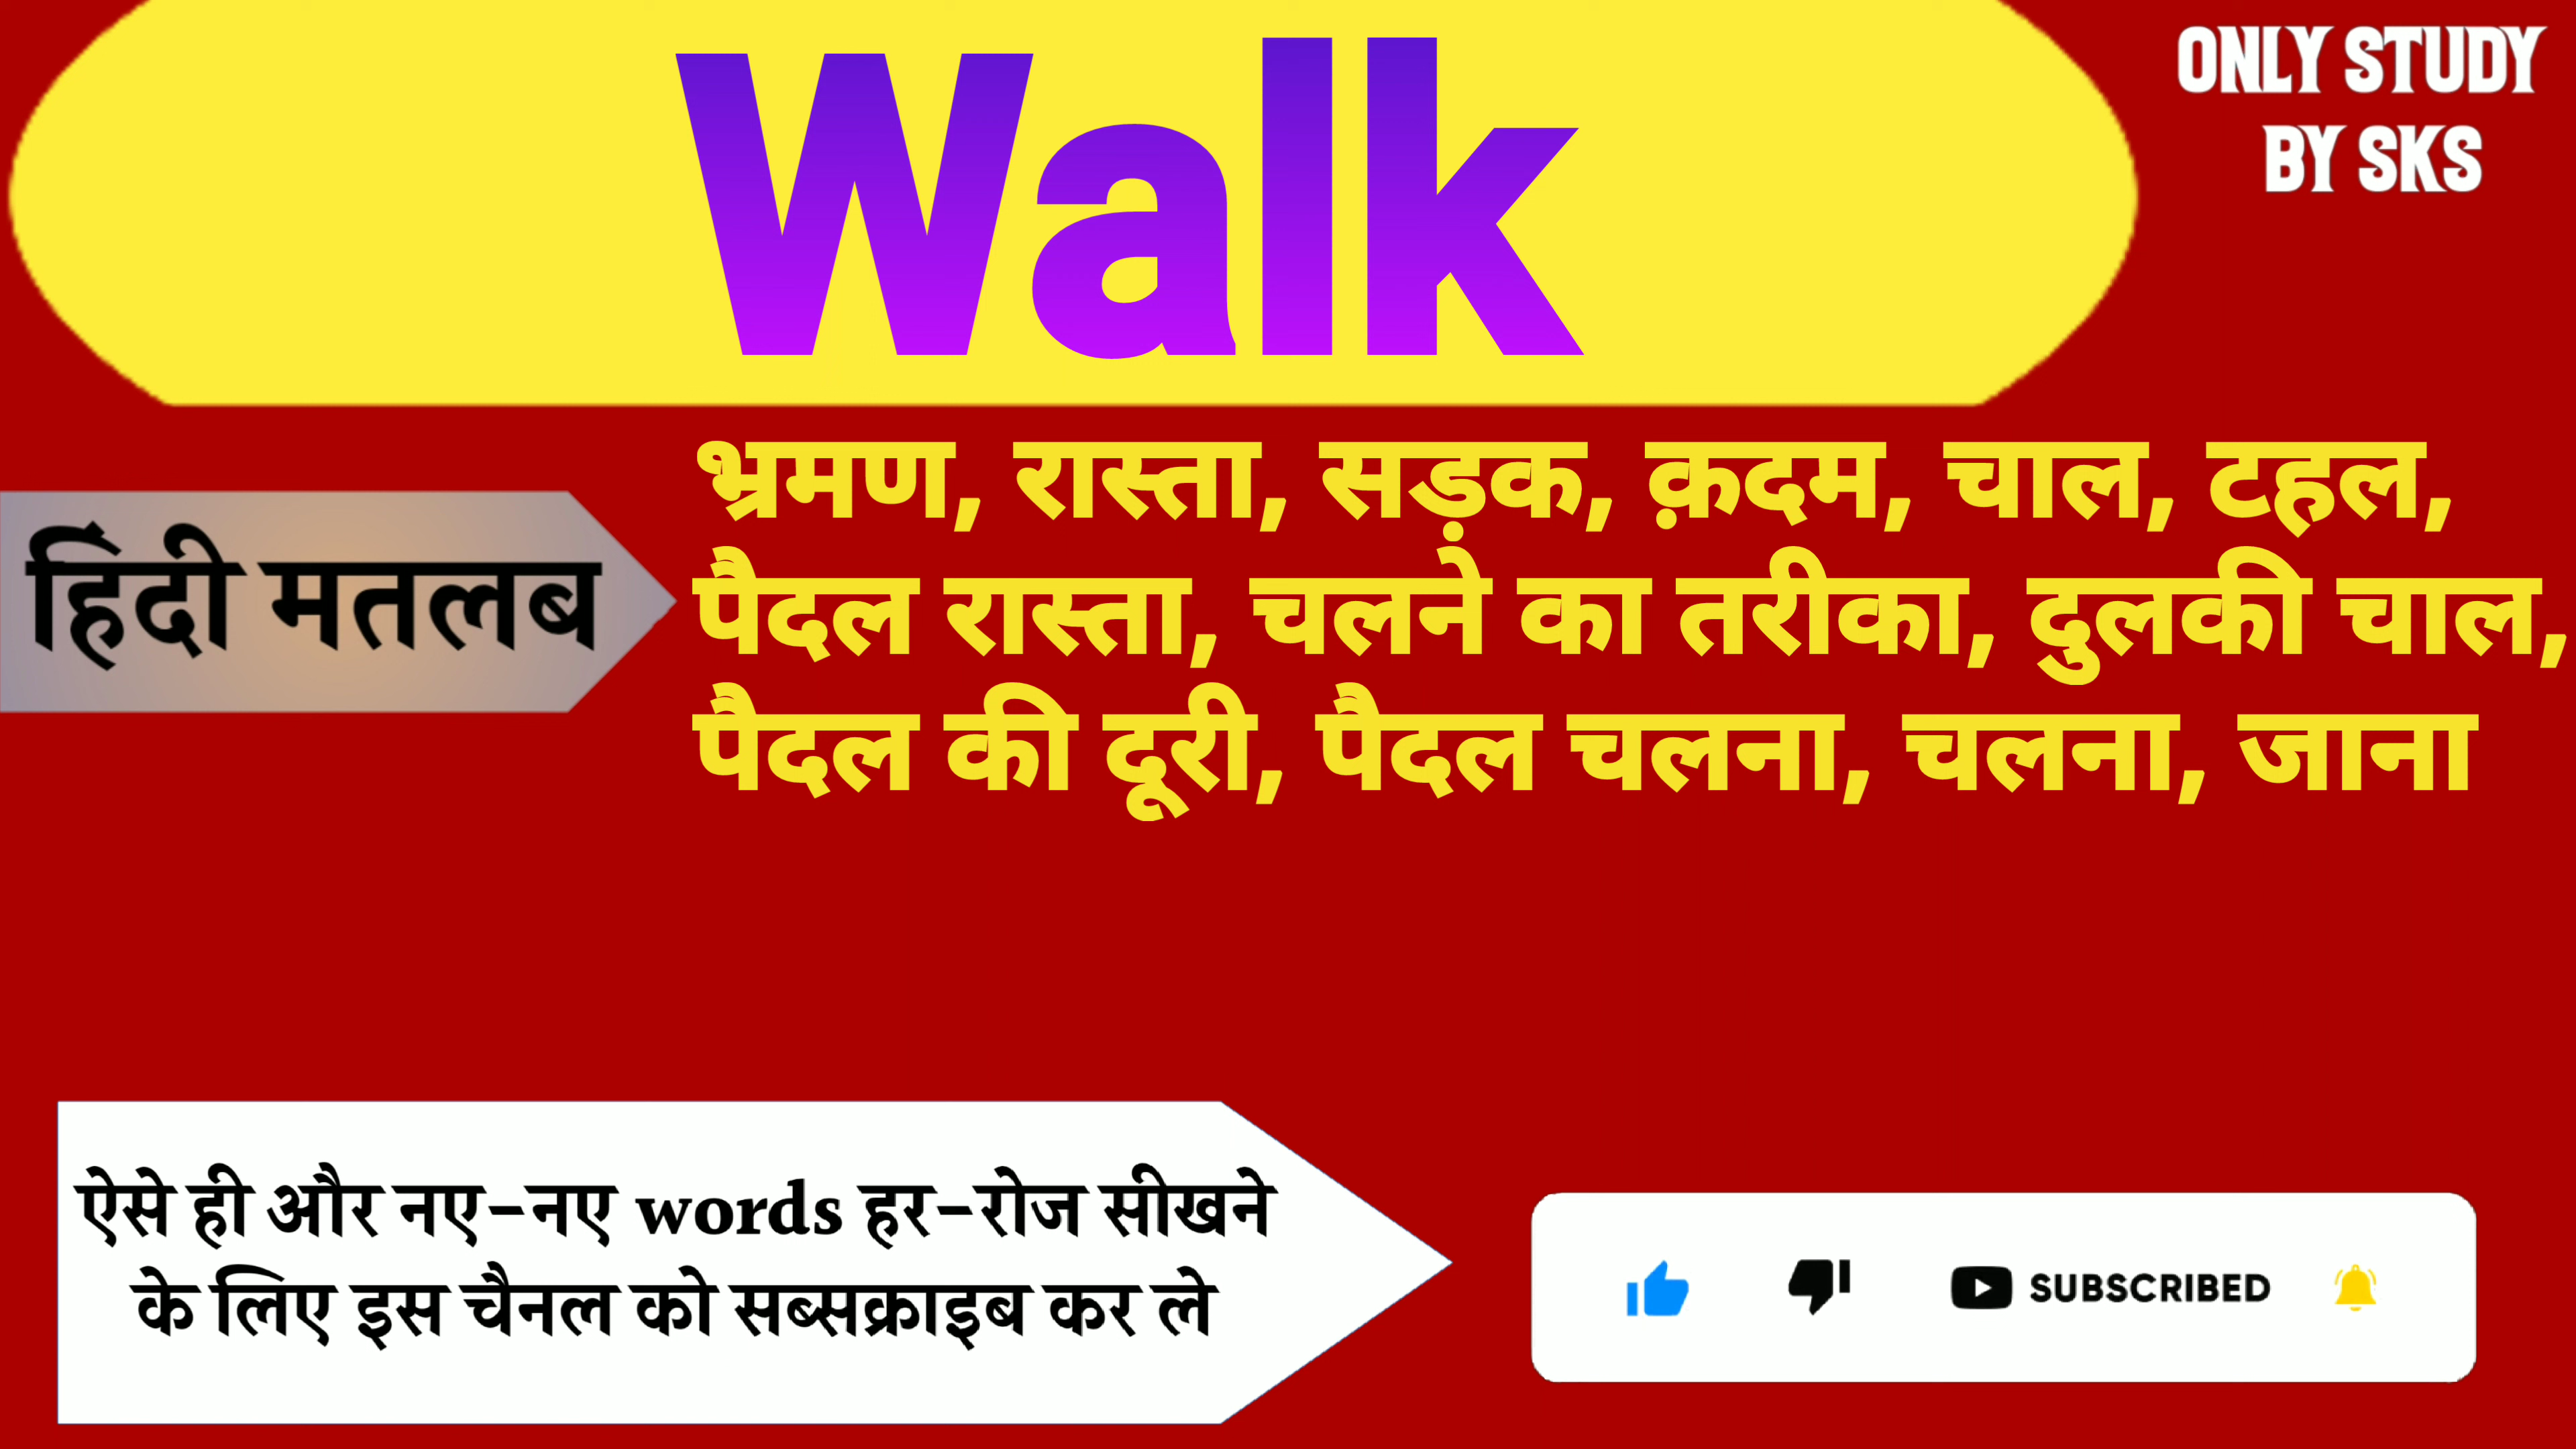 Walk
ONLY STUDY
BY SKS
हिंदी मतलब
भ्रमण, रास्ता, सड़क, क़दम, चाल, टहल,
पैदल रास्ता, चलने का तरीका, दुलकी चाल,
पैदल की दूरी, पैदल चलना, चलना, जाना
ऐसे ही और नए-नए words हर-रोज सीखने
के लिए इस चैनल को सब्सक्राइब कर ले
SUBSCRIBED